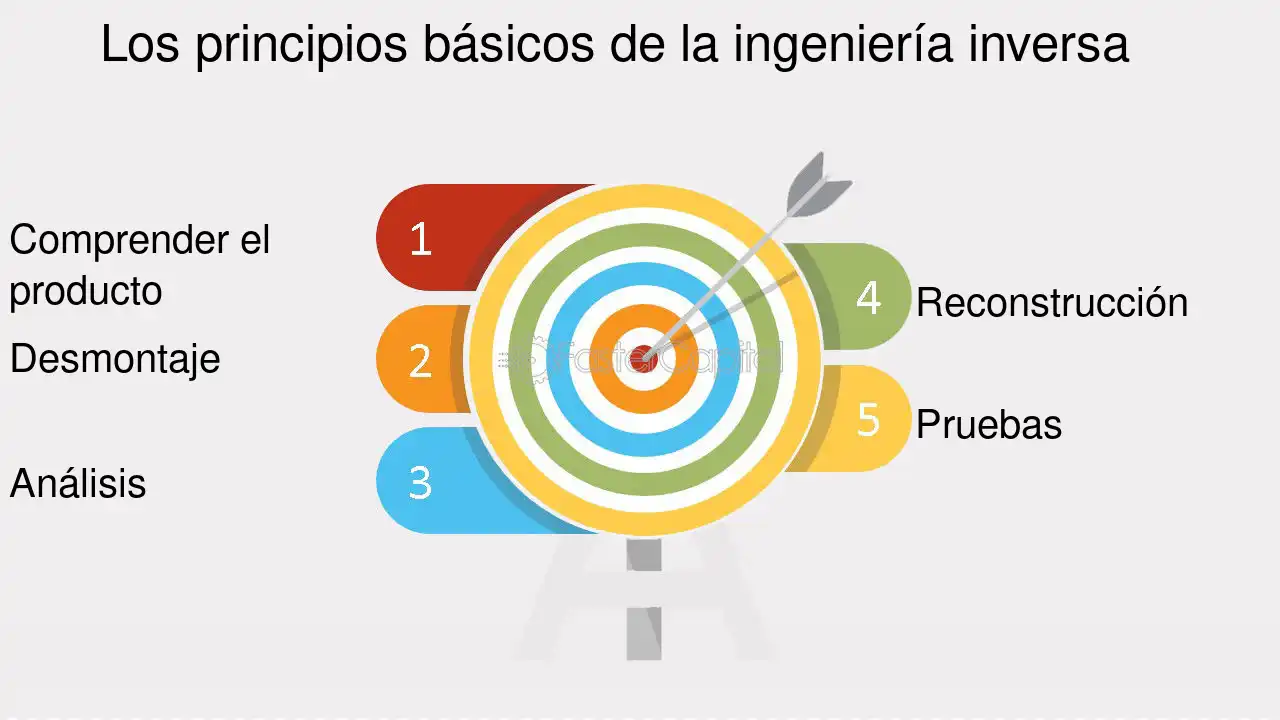 Los principios básicos de la ingeniería inversa
1
Comprender el
producto
2
Desmontaje
3
Análisis
4
Reconstrucción
5
Pruebas
FasterCapital